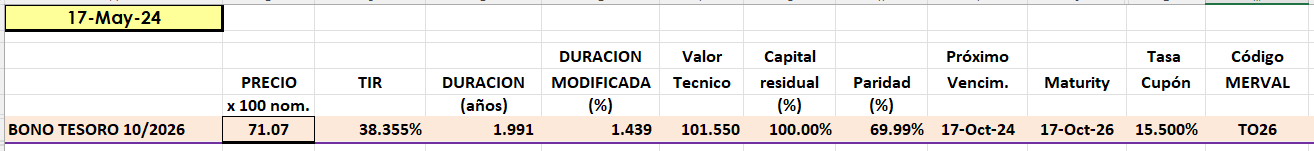 17-May-24
DURACION Valor Capital Próximo Tasa Código
PRECIO TIR DURACION MODIFICADA Tecnico residual Paridad Vencim. Maturity Cupón MERVAL
x 100 nom. (años) (%) (%) (%)
BONO TESORO 10/2026 71.07 38.355% 1.991 1.439 101.550 100.00% 69.99% 17-Oct-24 17-Oct-26 15.500% TO26